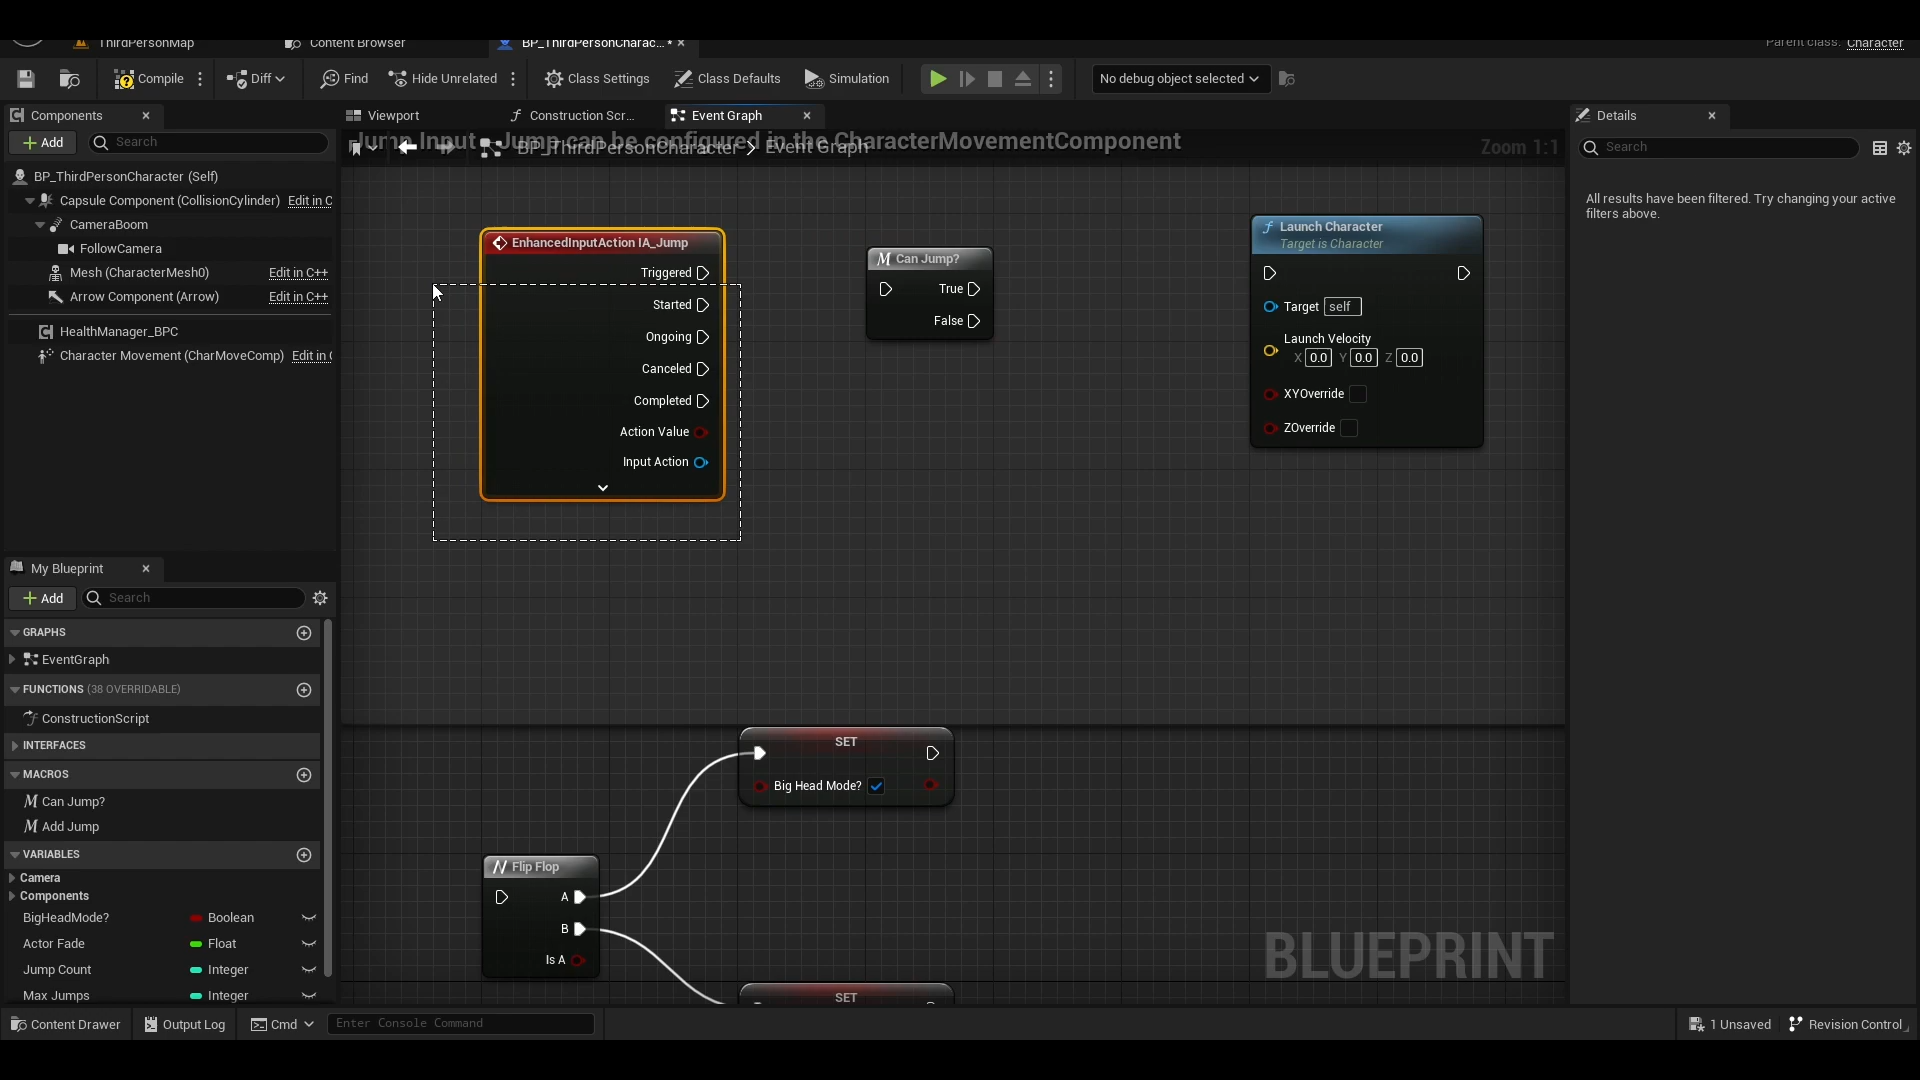 ThirdPersonMap
Content Browser
BP_ThirdPersonCharac... *
Parent class: Character
Compile
Diff
Find
Hide Unrelated
Class Settings
Class Defaults
Simulation
No debug object selected
Components
Viewport
Construction Scr...
Event Graph
Details
Add
Search
Jump Input - Jump can be configured in the CharacterMovementComponent
BP_ThirdPersonCharacter > Event Graph
Zoom 1:1
Search
BP_ThirdPersonCharacter (Self)
Capsule Component (CollisionCylinder) Edit in C
CameraBoom
FollowCamera
Mesh (CharacterMesh0) Edit in C++
Arrow Component (Arrow) Edit in C++
HealthManager_BPC
Character Movement (CharMoveComp) Edit in C
All results have been filtered. Try changing your active
filters above.
EnhancedInputAction IA_Jump
Triggered
Started
Ongoing
Canceled
Completed
Action Value
Input Action
Can Jump?
True
False
Launch Character
Target is Character
Target self
Launch Velocity
X 0.0 Y 0.0 Z 0.0
XYOverride
ZOverride
My Blueprint
Add
Search
GRAPHS
EventGraph
FUNCTIONS (38 OVERRIDABLE)
ConstructionScript
INTERFACES
MACROS
Can Jump?
Add Jump
VARIABLES
Camera
Components
BigHeadMode? Boolean
Actor Fade Float
Jump Count Integer
Max Jumps Integer
SET
Big Head Mode?
Flip Flop
A
B
Is A
SET
BLUEPRINT
Content Drawer
Output Log
Cmd
Enter Console Command
1 Unsaved
Revision Control